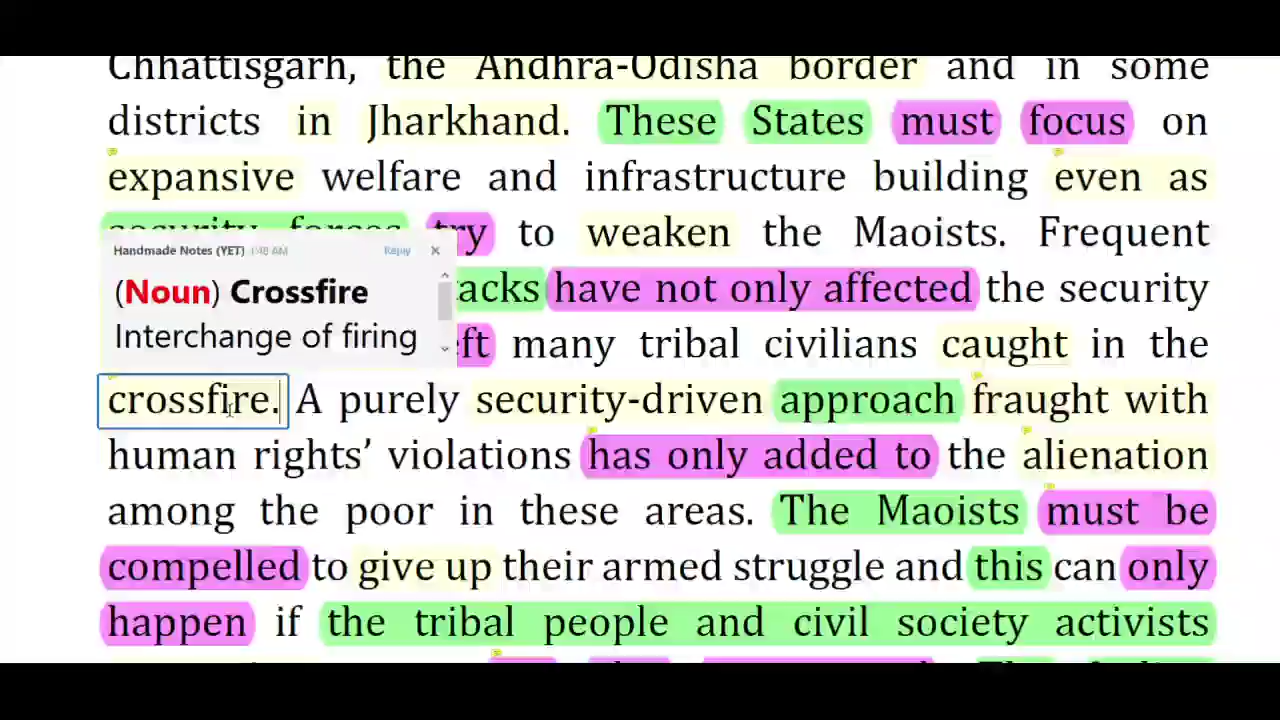 Chhattisgarh, the Andhra-Odisha border and in some
districts in Jharkhand. These States must focus on
expansive welfare and infrastructure building even as
security forces try to weaken the Maoists. Frequent
Handmade Notes (YET) 1:48 AM Reply
(Noun) Crossfire
Interchange of firing
have not only affected the security
many tribal civilians caught in the
crossfire. A purely security-driven approach fraught with
human rights’ violations has only added to the alienation
among the poor in these areas. The Maoists must be
compelled to give up their armed struggle and this can only
happen if the tribal people and civil society activists